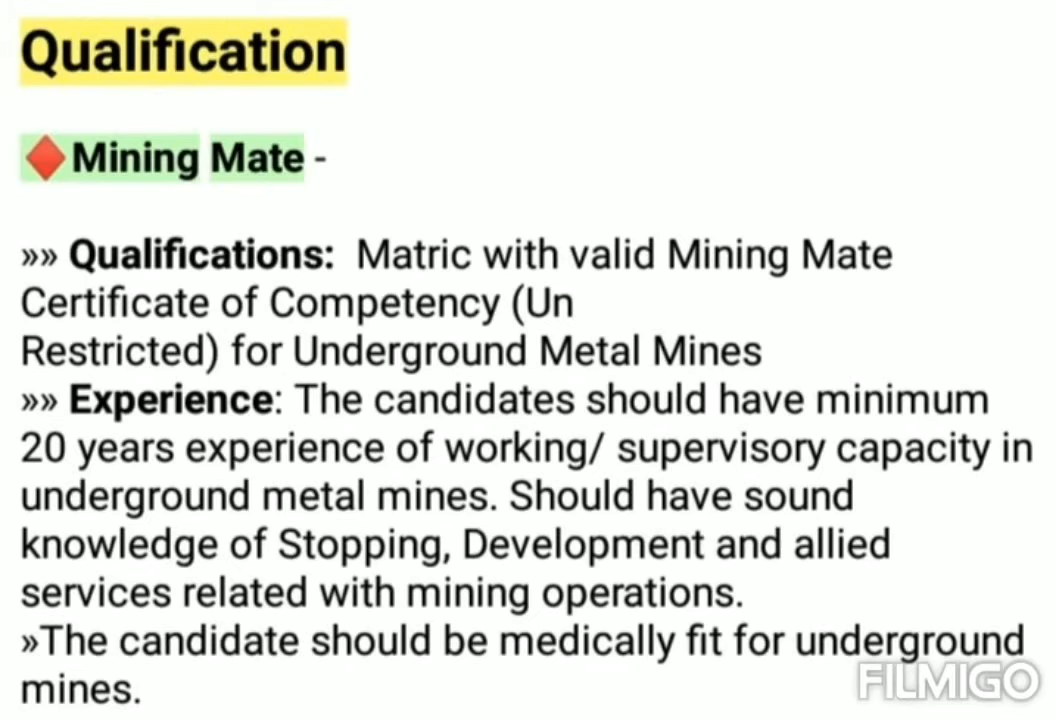 Qualification
♦Mining Mate -
»» Qualifications: Matric with valid Mining Mate
Certificate of Competency (Un
Restricted) for Underground Metal Mines
»» Experience: The candidates should have minimum
20 years experience of working/ supervisory capacity in
underground metal mines. Should have sound
knowledge of Stopping, Development and allied
services related with mining operations.
»The candidate should be medically fit for underground
mines.
FILMIGO